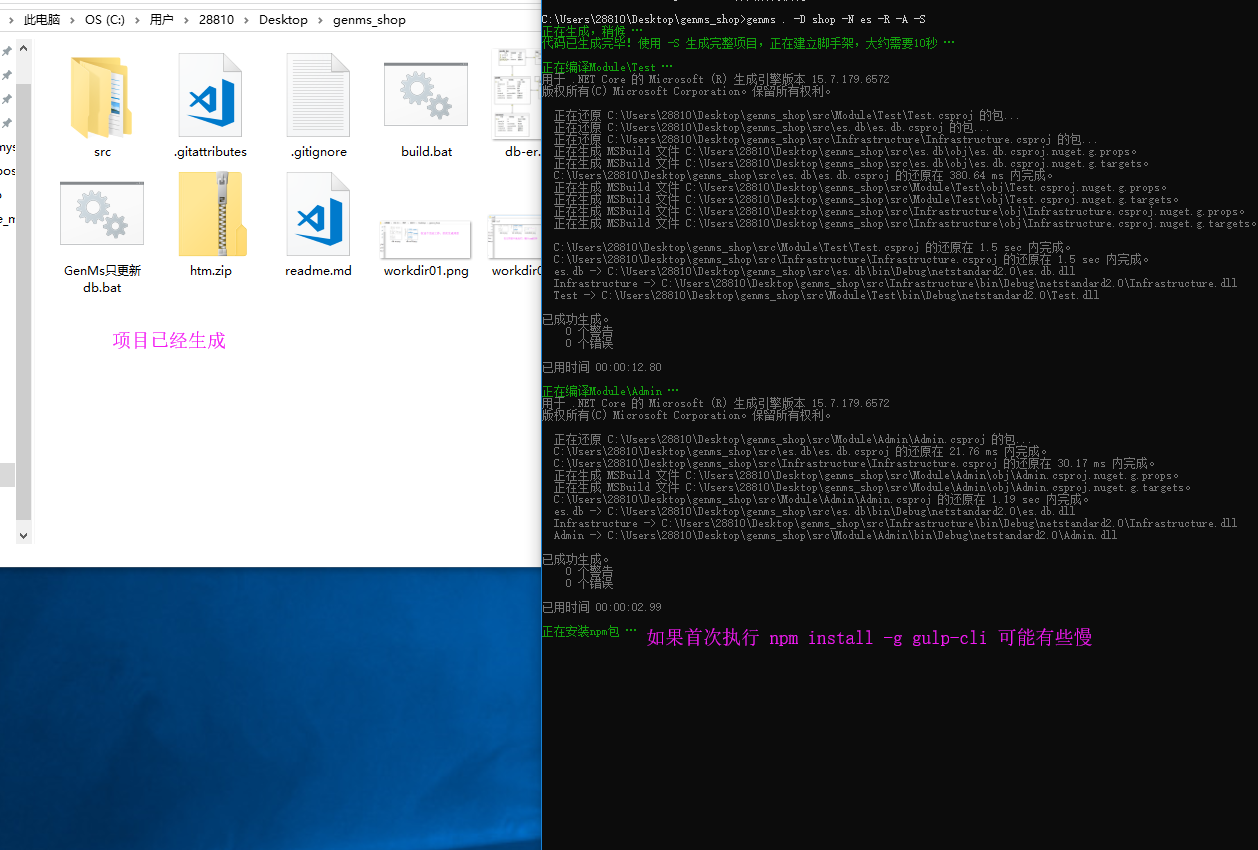 此电脑 > OS (C:) > 用户 > 28810 > Desktop > genms_shop
src
.gitattributes
.gitignore
build.bat
db-er.
GenMs只更新
db.bat
htm.zip
readme.md
workdir01.png
workdir0
项目已经生成
C:\Users\28810\Desktop\genms_shop>genms . -D shop -N es -R -A -S
正在生成，稍候 …
代码已生成完毕！使用 -S 生成完整项目，正在建立脚手架，大约需要10秒 …
正在编译Module\Test …
用于 .NET Core 的 Microsoft (R) 生成引擎版本 15.7.179.6572
版权所有(C) Microsoft Corporation。保留所有权利。
正在还原 C:\Users\28810\Desktop\genms_shop\src\Module\Test\Test.csproj 的包...
正在还原 C:\Users\28810\Desktop\genms_shop\src\es.db\es.db.csproj 的包...
正在还原 C:\Users\28810\Desktop\genms_shop\src\Infrastructure\Infrastructure.csproj 的包...
正在生成 MSBuild 文件 C:\Users\28810\Desktop\genms_shop\src\es.db\obj\es.db.csproj.nuget.g.props。
正在生成 MSBuild 文件 C:\Users\28810\Desktop\genms_shop\src\es.db\obj\es.db.csproj.nuget.g.targets。
C:\Users\28810\Desktop\genms_shop\src\es.db\es.db.csproj 的还原在 380.64 ms 内完成。
正在生成 MSBuild 文件 C:\Users\28810\Desktop\genms_shop\src\Module\Test\obj\Test.csproj.nuget.g.props。
正在生成 MSBuild 文件 C:\Users\28810\Desktop\genms_shop\src\Module\Test\obj\Test.csproj.nuget.g.targets。
正在生成 MSBuild 文件 C:\Users\28810\Desktop\genms_shop\src\Infrastructure\obj\Infrastructure.csproj.nuget.g.props。
正在生成 MSBuild 文件 C:\Users\28810\Desktop\genms_shop\src\Infrastructure\obj\Infrastructure.csproj.nuget.g.targets。
C:\Users\28810\Desktop\genms_shop\src\Module\Test\Test.csproj 的还原在 1.5 sec 内完成。
C:\Users\28810\Desktop\genms_shop\src\Infrastructure\Infrastructure.csproj 的还原在 1.5 sec 内完成。
es.db -> C:\Users\28810\Desktop\genms_shop\src\es.db\bin\Debug\netstandard2.0\es.db.dll
Infrastructure -> C:\Users\28810\Desktop\genms_shop\src\Infrastructure\bin\Debug\netstandard2.0\Infrastructure.dll
Test -> C:\Users\28810\Desktop\genms_shop\src\Module\Test\bin\Debug\netstandard2.0\Test.dll
已成功生成。
0 个警告
0 个错误
已用时间 00:00:12.80
正在编译Module\Admin …
用于 .NET Core 的 Microsoft (R) 生成引擎版本 15.7.179.6572
版权所有(C) Microsoft Corporation。保留所有权利。
正在还原 C:\Users\28810\Desktop\genms_shop\src\Module\Admin\Admin.csproj 的包...
C:\Users\28810\Desktop\genms_shop\src\es.db\es.db.csproj 的还原在 21.76 ms 内完成。
C:\Users\28810\Desktop\genms_shop\src\Infrastructure\Infrastructure.csproj 的还原在 30.17 ms 内完成。
正在生成 MSBuild 文件 C:\Users\28810\Desktop\genms_shop\src\Module\Admin\obj\Admin.csproj.nuget.g.props。
正在生成 MSBuild 文件 C:\Users\28810\Desktop\genms_shop\src\Module\Admin\obj\Admin.csproj.nuget.g.targets。
C:\Users\28810\Desktop\genms_shop\src\Module\Admin\Admin.csproj 的还原在 1.19 sec 内完成。
es.db -> C:\Users\28810\Desktop\genms_shop\src\es.db\bin\Debug\netstandard2.0\es.db.dll
Infrastructure -> C:\Users\28810\Desktop\genms_shop\src\Infrastructure\bin\Debug\netstandard2.0\Infrastructure.dll
Admin -> C:\Users\28810\Desktop\genms_shop\src\Module\Admin\bin\Debug\netstandard2.0\Admin.dll
已成功生成。
0 个警告
0 个错误
已用时间 00:00:02.99
正在安装npm包 …
如果首次执行 npm install -g gulp-cli 可能有些慢